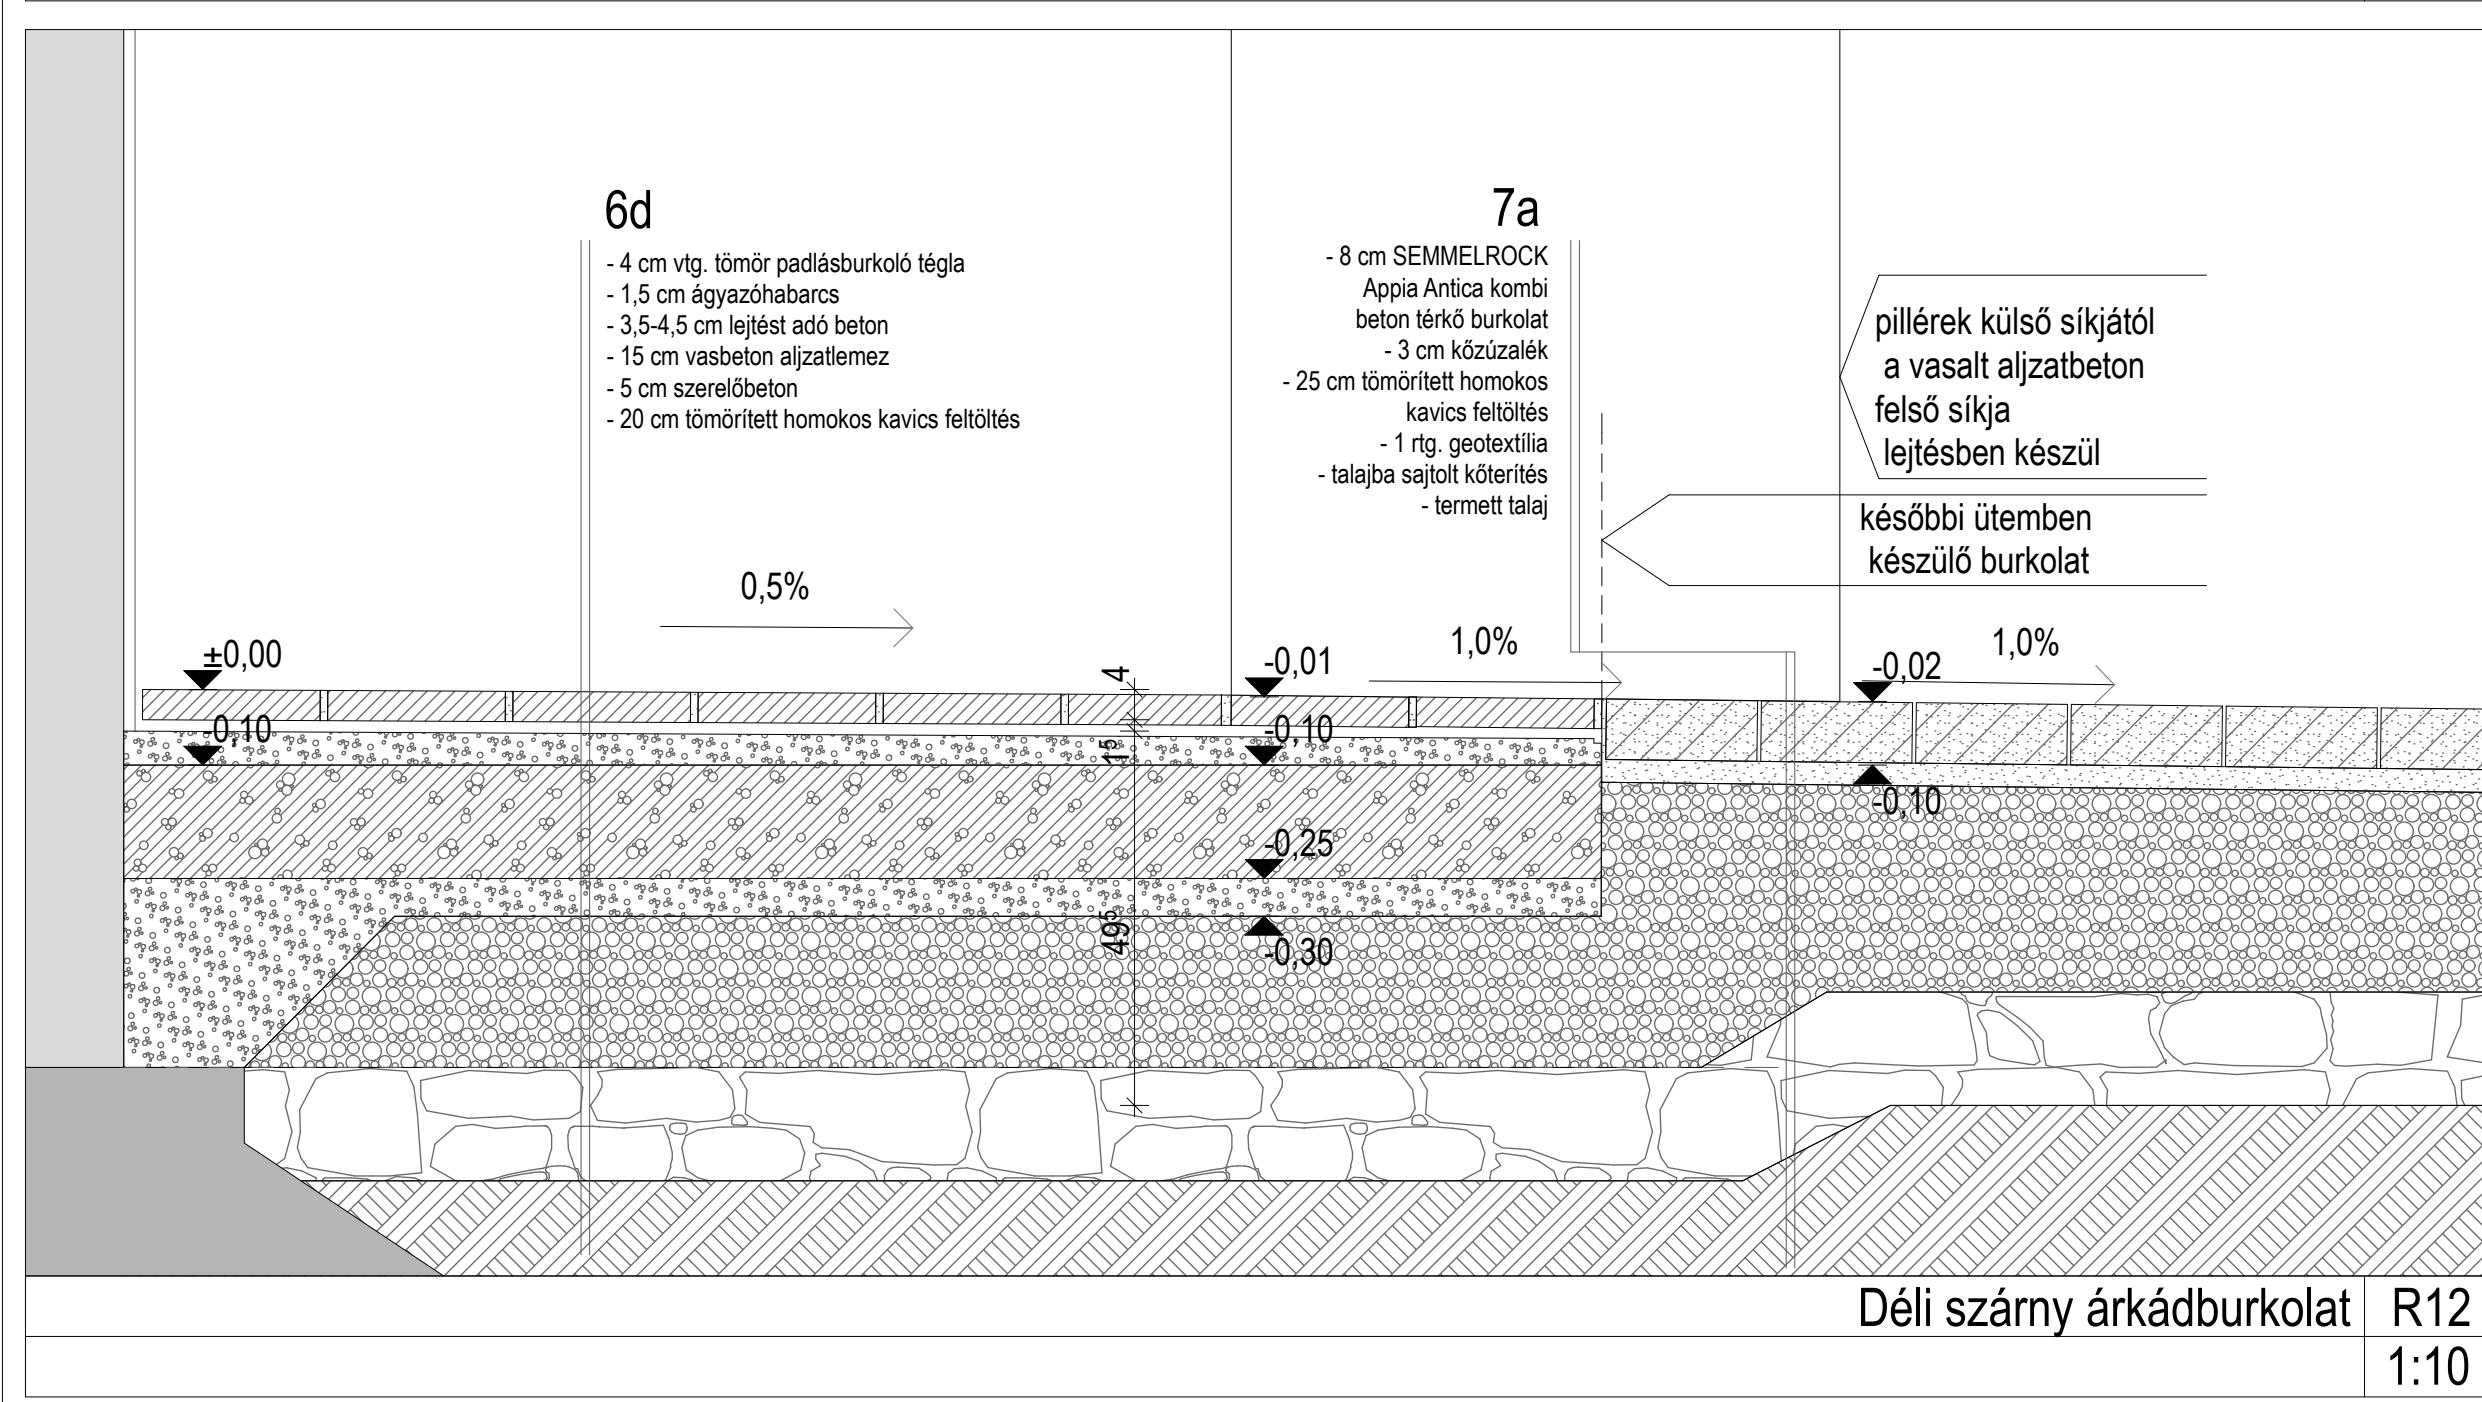 6d
- 4 cm vtg. tömör padlásburkoló tégla
- 1,5 cm ágyazóhabarcs
- 3,5-4,5 cm lejtést adó beton
- 15 cm vasbeton aljzatlemez
- 5 cm szerelőbeton
- 20 cm tömörített homokos kavics feltöltés
7a
- 8 cm SEMMELROCK
Appia Antica kombi
beton térkő burkolat
- 3 cm kőzúzalék
- 25 cm tömörített homokos
kavics feltöltés
- 1 rtg. geotextília
- talajba sajtolt kőterítés
- termett talaj
pillérek külső síkjától
a vasalt aljzatbeton
felső síkja
lejtésben készül
későbbi ütemben
készülő burkolat
0,5%
1,0%
1,0%
±0,00
-0,01
-0,02
4
-0,10
-0,10
1⁵
-0,10
-0,25
49⁵
-0,30
Déli szárny árkádburkolat
R12
1:10